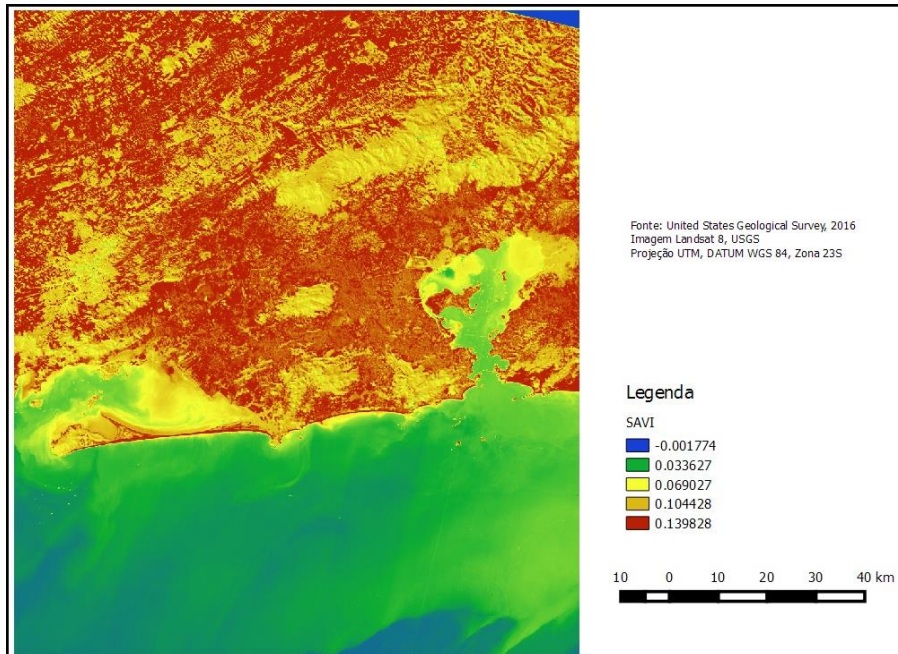 Fonte: United States Geological Survey, 2016
Imagem Landsat 8, USGS
Projeção UTM, DATUM WGS 84, Zona 23S
Legenda
SAVI
-0.001774
0.033627
0.069027
0.104428
0.139828
10 0 10 20 30 40 km